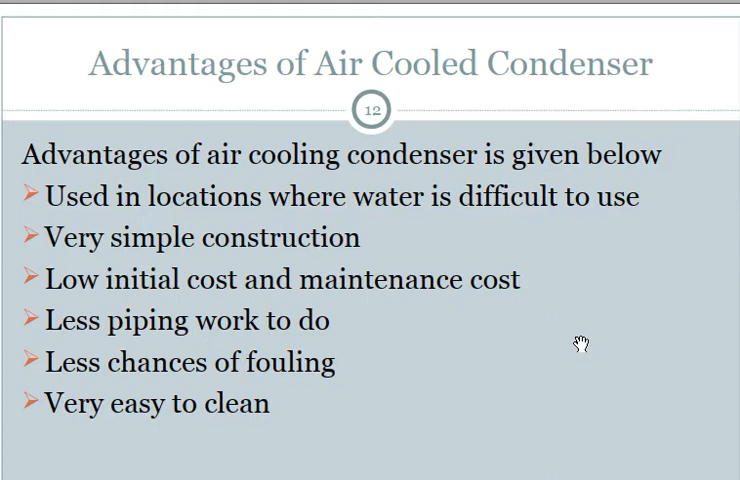 Advantages of Air Cooled Condenser
12
Advantages of air cooling condenser is given below
Used in locations where water is difficult to use
Very simple construction
Low initial cost and maintenance cost
Less piping work to do
Less chances of fouling
Very easy to clean